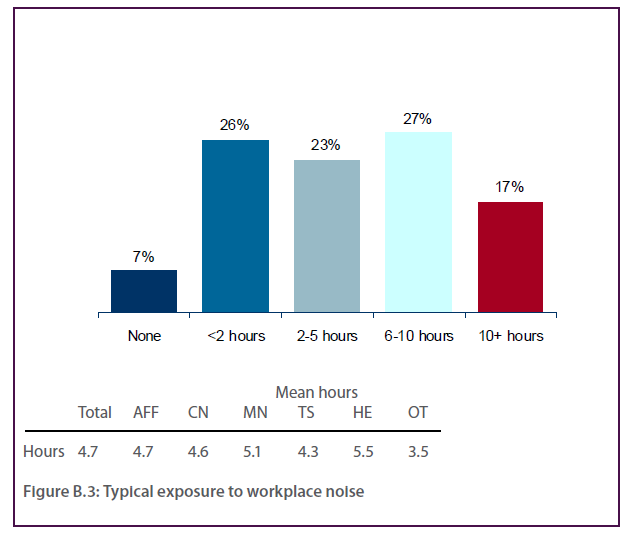 27%
26%
23%
17%
7%
None <2 hours 2-5 hours 6-10 hours 10+ hours
Mean hours
Total AFF CN MN TS HE OT
Hours 4.7 4.7 4.6 5.1 4.3 5.5 3.5
Figure B.3: Typical exposure to workplace noise